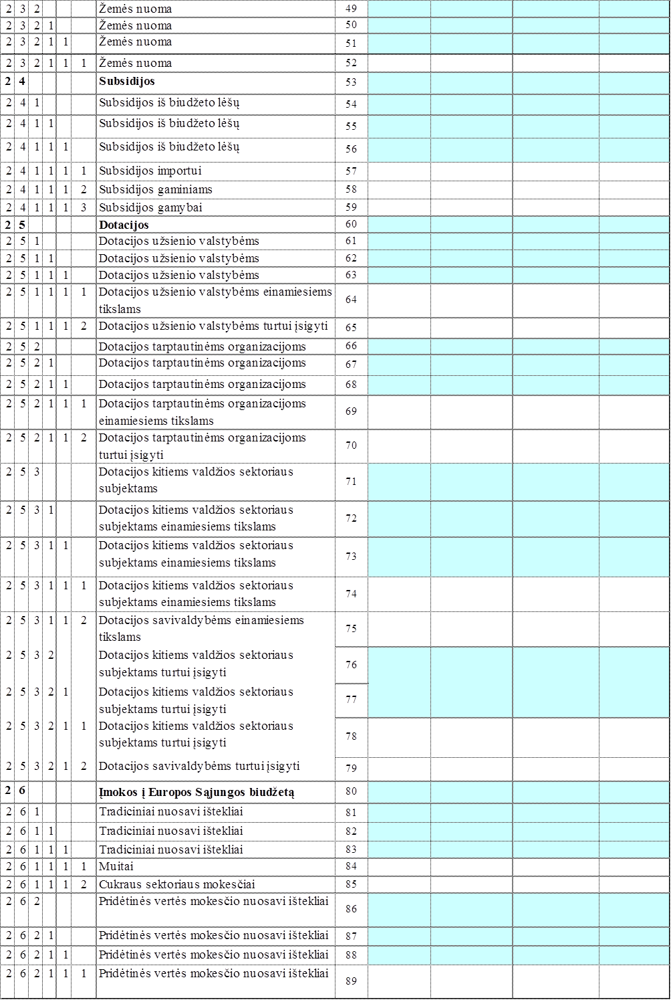 2 3 2 Žemės nuoma 49
2 3 2 1 Žemės nuoma 50
2 3 2 1 1 Žemės nuoma 51
2 3 2 1 1 1 Žemės nuoma 52
2 4 Subsidijos 53
2 4 1 Subsidijos iš biudžeto lėšų 54
2 4 1 1 Subsidijos iš biudžeto lėšų 55
2 4 1 1 1 Subsidijos iš biudžeto lėšų 56
2 4 1 1 1 1 Subsidijos importui 57
2 4 1 1 1 2 Subsidijos gaminiams 58
2 4 1 1 1 3 Subsidijos gamybai 59
2 5 Dotacijos 60
2 5 1 Dotacijos užsienio valstybėms 61
2 5 1 1 Dotacijos užsienio valstybėms 62
2 5 1 1 1 Dotacijos užsienio valstybėms 63
2 5 1 1 1 1 Dotacijos užsienio valstybėms einamiesiems
tikslams 64
2 5 1 1 1 2 Dotacijos užsienio valstybėms turtui įsigyti 65
2 5 2 Dotacijos tarptautinėms organizacijoms 66
2 5 2 1 Dotacijos tarptautinėms organizacijoms 67
2 5 2 1 1 Dotacijos tarptautinėms organizacijoms 68
2 5 2 1 1 1 Dotacijos tarptautinėms organizacijoms
einamiesiems tikslams 69
2 5 2 1 1 2 Dotacijos tarptautinėms organizacijoms
turtui įsigyti 70
2 5 3 Dotacijos kitiems valdžios sektoriaus
subjektams 71
2 5 3 1 Dotacijos kitiems valdžios sektoriaus
subjektams einamiesiems tikslams 72
2 5 3 1 1 Dotacijos kitiems valdžios sektoriaus
subjektams einamiesiems tikslams 73
2 5 3 1 1 1 Dotacijos kitiems valdžios sektoriaus
subjektams einamiesiems tikslams 74
2 5 3 1 1 2 Dotacijos savivaldybėms einamiesiems
tikslams 75
2 5 3 2 Dotacijos kitiems valdžios sektoriaus
subjektams turtui įsigyti 76
2 5 3 2 1 Dotacijos kitiems valdžios sektoriaus
subjektams turtui įsigyti 77
2 5 3 2 1 1 Dotacijos kitiems valdžios sektoriaus
subjektams turtui įsigyti 78
2 5 3 2 1 2 Dotacijos savivaldybėms turtui įsigyti 79
2 6 Įmokos į Europos Sąjungos biudžetą 80
2 6 1 Tradiciniai nuosavi ištekliai 81
2 6 1 1 Tradiciniai nuosavi ištekliai 82
2 6 1 1 1 Tradiciniai nuosavi ištekliai 83
2 6 1 1 1 1 Muitai 84
2 6 1 1 1 2 Cukraus sektoriaus mokesčiai 85
2 6 2 Pridėtinės vertės mokesčio nuosavi ištekliai 86
2 6 2 1 Pridėtinės vertės mokesčio nuosavi ištekliai 87
2 6 2 1 1 Pridėtinės vertės mokesčio nuosavi ištekliai 88
2 6 2 1 1 1 Pridėtinės vertės mokesčio nuosavi ištekliai 89